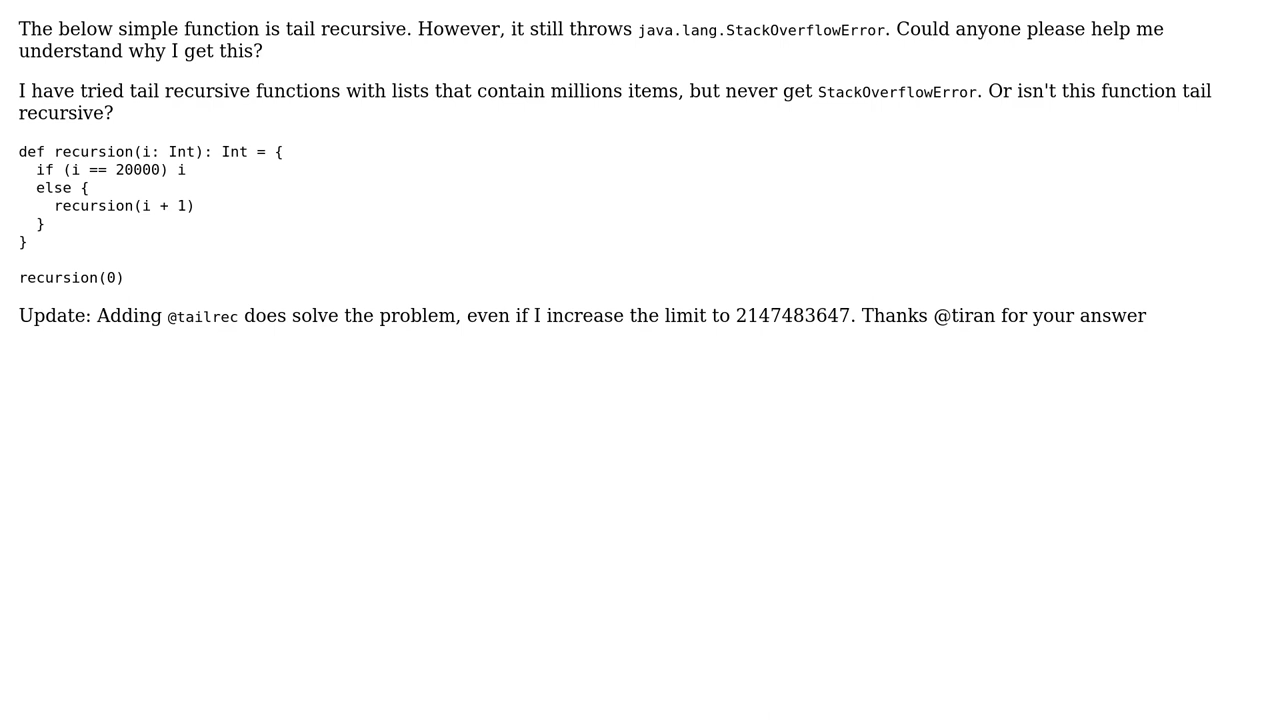 The below simple function is tail recursive. However, it still throws java.lang.StackOverflowError. Could anyone please help me
understand why I get this?
I have tried tail recursive functions with lists that contain millions items, but never get StackOverflowError. Or isn't this function tail
recursive?
def recursion(i: Int): Int = {
  if (i == 20000) i
  else {
    recursion(i + 1)
  }
}
recursion(0)
Update: Adding @tailrec does solve the problem, even if I increase the limit to 2147483647. Thanks @tiran for your answer